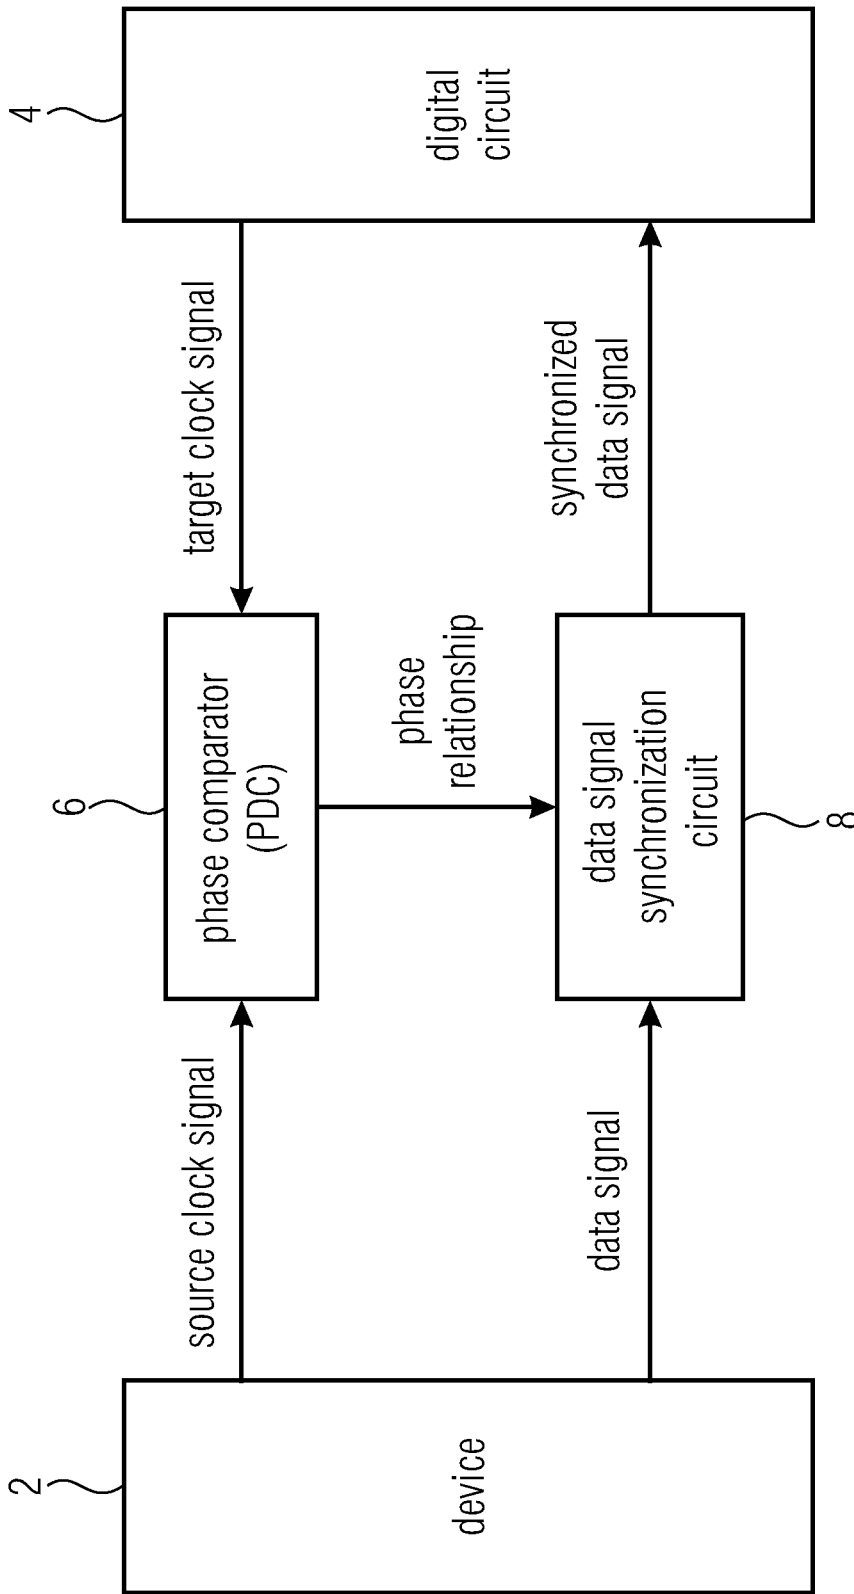 2
device
source clock signal
data signal
6
phase comparator
(PDC)
phase
relationship
data signal
synchronization
circuit
8
target clock signal
synchronized
data signal
4
digital
circuit